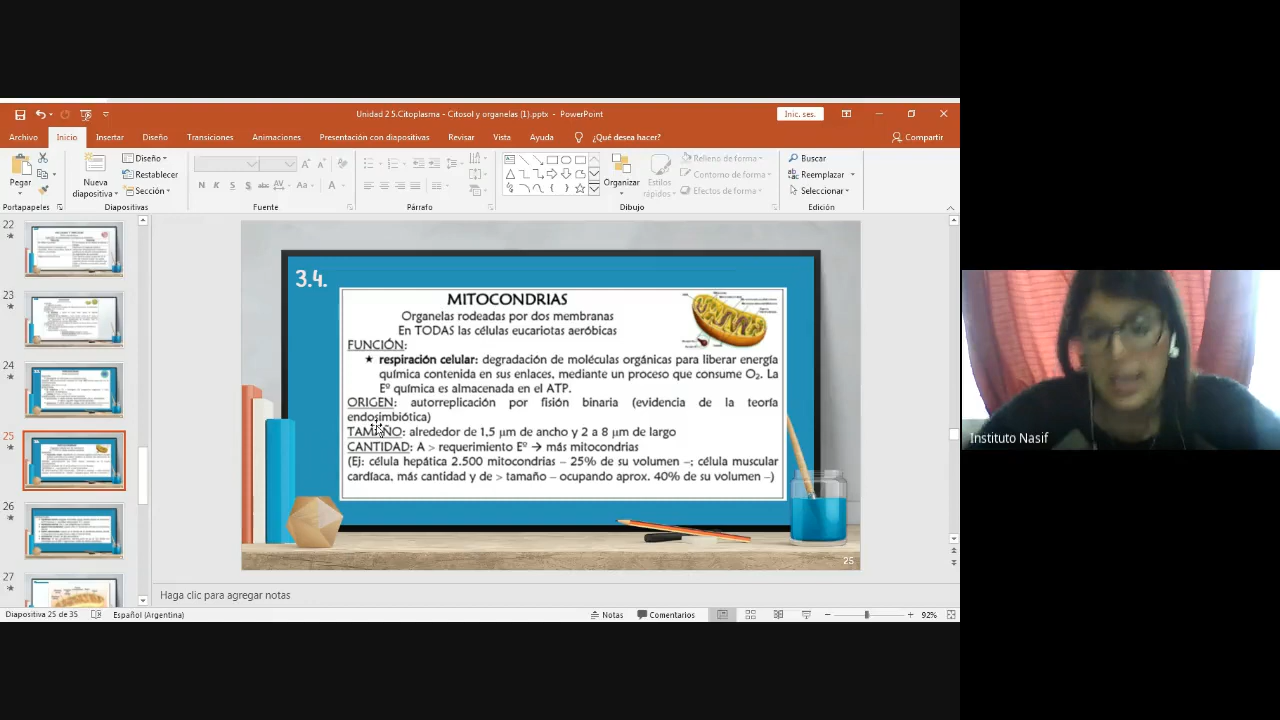 Unidad 2 5.Citoplasma - Citosol y organelas (1).pptx - PowerPoint
Inic. ses.
Archivo Inicio Insertar Diseño Transiciones Animaciones Presentación con diapositivas Revisar Vista Ayuda ¿Qué desea hacer? Compartir
Pegar
Nueva
diapositiva
Diseño
Restablecer
Sección
N K S S abc AV Aa A
Organizar
Estilos
rápidos
Relleno de forma
Contorno de forma
Efectos de forma
Buscar
Reemplazar
Seleccionar
Portapapeles Diapositivas Fuente Párrafo Dibujo Edición
22
23
24
25
26
27
3.4.
MITOCONDRIAS
Organelas rodeadas por dos membranas
En TODAS las células eucariotas aeróbicas
FUNCIÓN:
★ respiración celular: degradación de moléculas orgánicas para liberar energía
química contenida en sus enlaces, mediante un proceso que consume O₂. La
Eº química es almacenada en el ATP.
ORIGEN: autorreplicación por fisión binaria (evidencia de la teoría
endosimbiótica)
TAMAÑO: alrededor de 1,5 μm de ancho y 2 a 8 μm de largo
CANTIDAD: A > requerimiento Eº → más mitocondrias
(Ej: célula hepática 2.500 mitocondrias – 25% de su volumen –; célula muscular
cardíaca, más cantidad y de > tamaño – ocupando aprox. 40% de su volumen –)
25
Haga clic para agregar notas
Diapositiva 25 de 35 Español (Argentina) Notas Comentarios 92%
Instituto Nasif